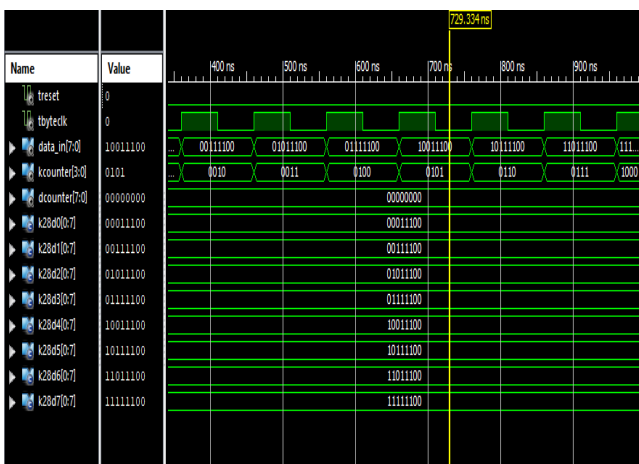 729.334 ns
Name Value 400 ns 500 ns 600 ns 700 ns 800 ns 900 ns
treset 0
tbyteclk 0
data_in[7:0] 10011100 ... 00111100 01011100 01111100 10011100 10111100 11011100 111...
kcounter[3:0] 0101 ... 0010 0011 0100 0101 0110 0111 1000
dcounter[7:0] 00000000 00000000
k28d0[0:7] 00011100 00011100
k28d1[0:7] 00111100 00111100
k28d2[0:7] 01011100 01011100
k28d3[0:7] 01111100 01111100
k28d4[0:7] 10011100 10011100
k28d5[0:7] 10111100 10111100
k28d6[0:7] 11011100 11011100
k28d7[0:7] 11111100 11111100